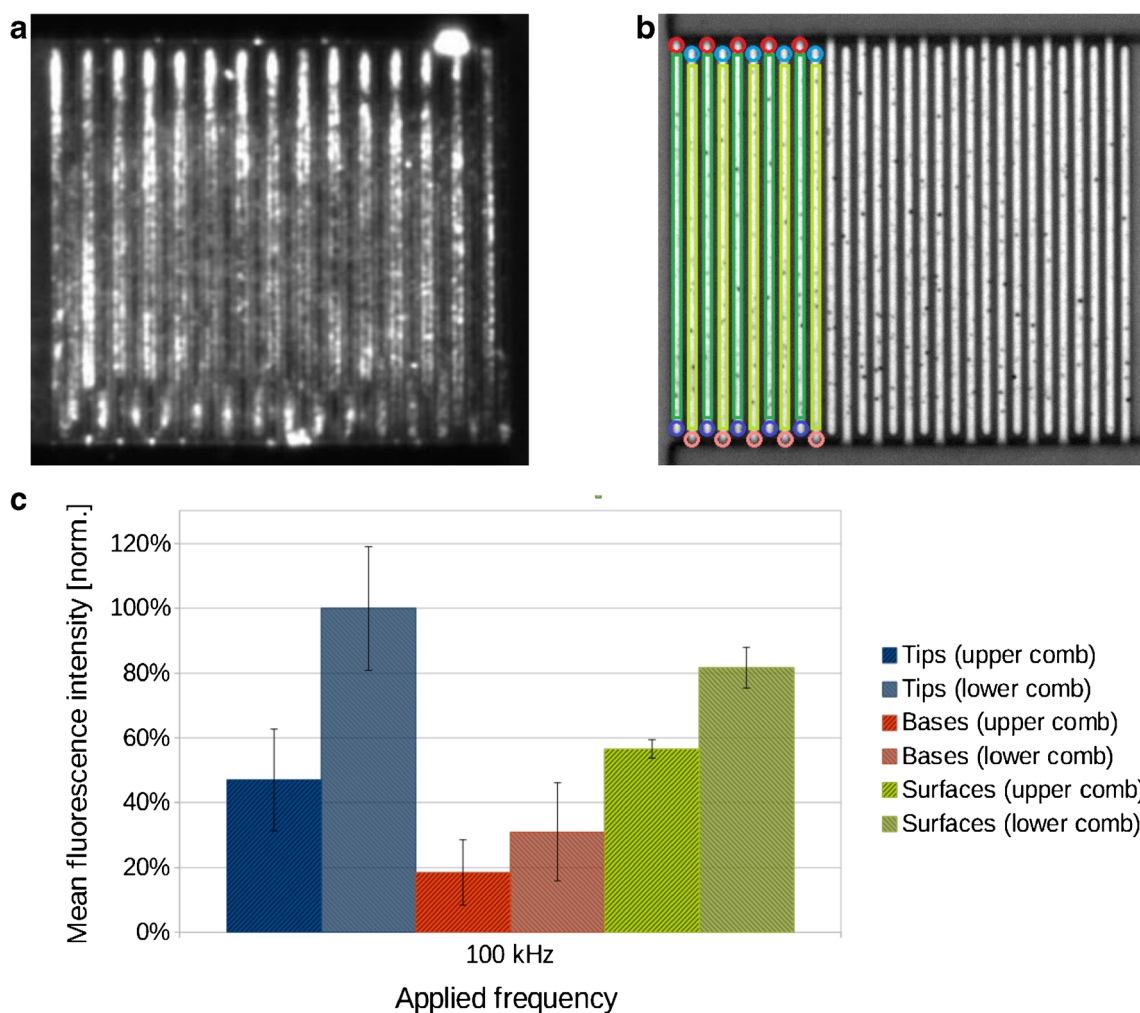 a
b
c
Mean fluorescence intensity [norm.]
120%
100%
80%
60%
40%
20%
0%
100 kHz
Applied frequency
Tips (upper comb)
Tips (lower comb)
Bases (upper comb)
Bases (lower comb)
Surfaces (upper comb)
Surfaces (lower comb)